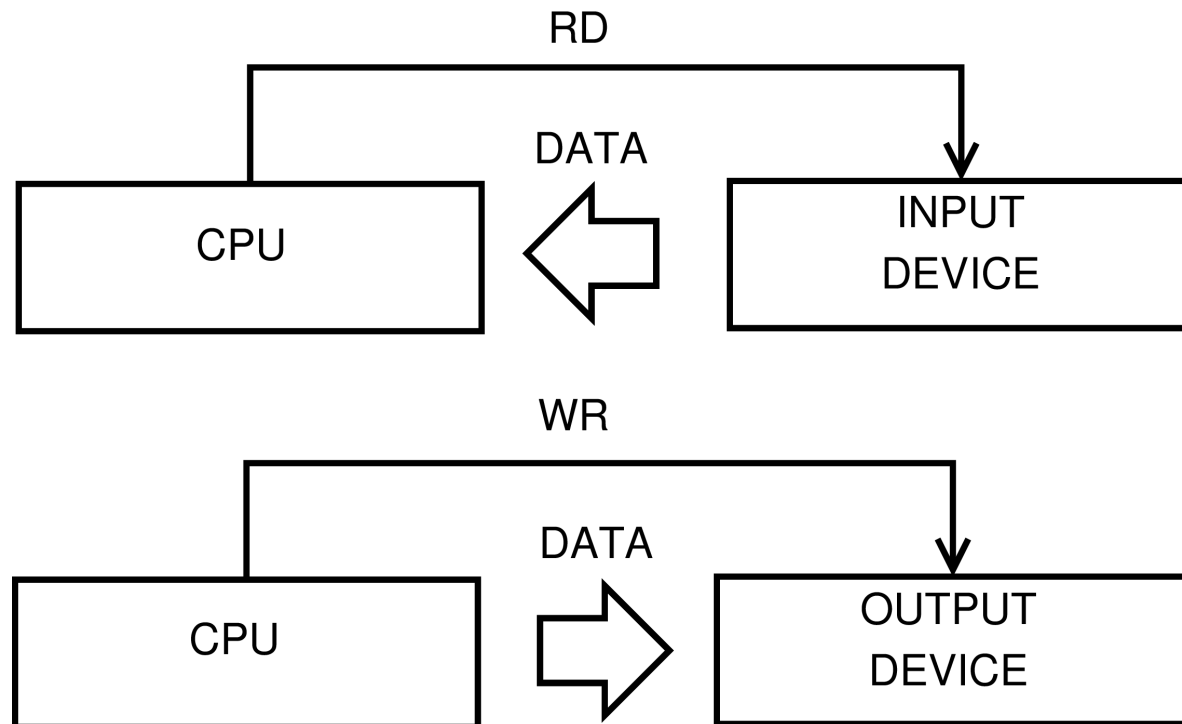 RD
DATA
CPU
INPUT
DEVICE
WR
DATA
CPU
OUTPUT
DEVICE